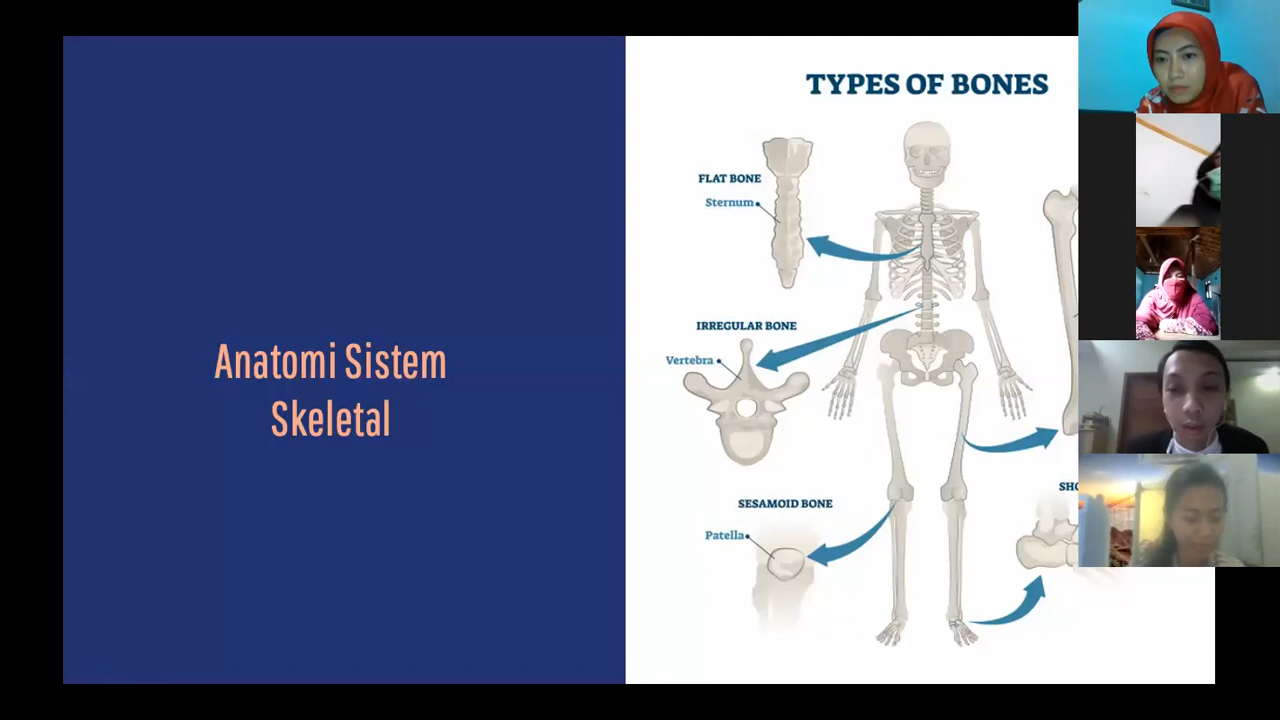 Anatomi Sistem
Skeletal
TYPES OF BONES
FLAT BONE
Sternum
IRREGULAR BONE
Vertebra
SESAMOID BONE
Patella